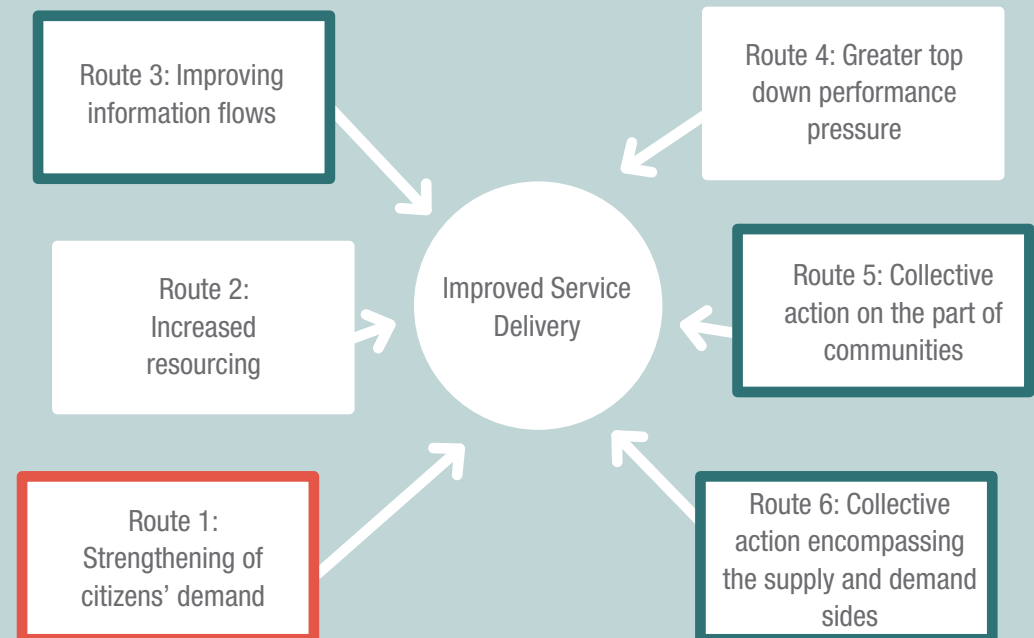 Route 3: Improving
information flows
Route 4: Greater top
down performance
pressure
Route 2:
Increased
resourcing
Improved Service
Delivery
Route 5: Collective
action on the part of
communities
Route 1:
Strengthening of
citizens’ demand
Route 6: Collective
action encompassing
the supply and demand
sides